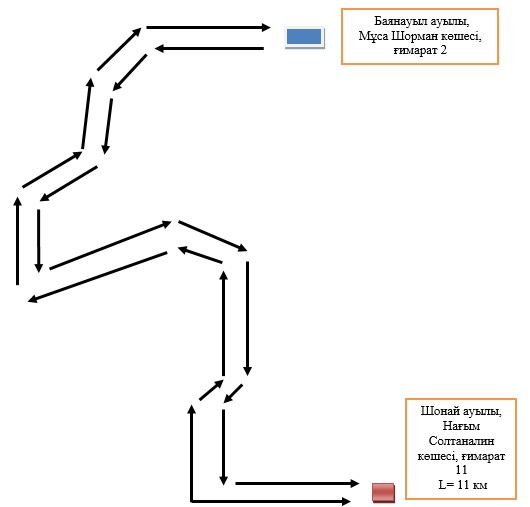 Баянауыл ауылы,
Мұса Шорман көшесі,
ғимарат 2
Шонай ауылы,
Нағым
Солтаналин
көшесі, ғимарат
11
L= 11 км